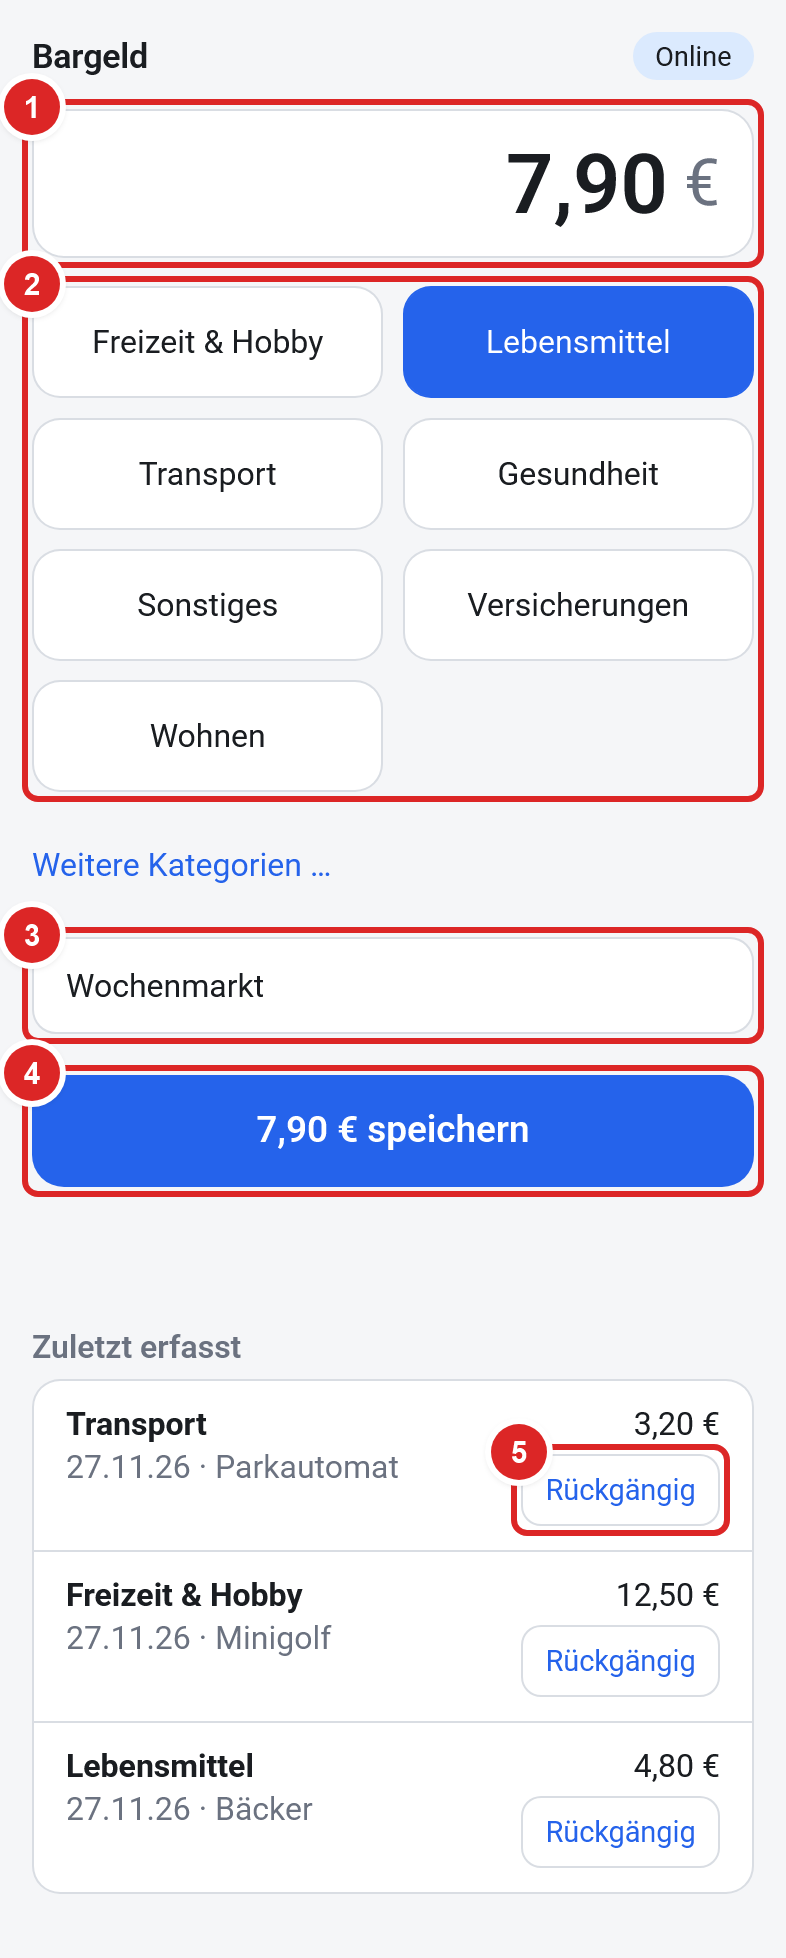 Bargeld
Online
1
7,90 €
2
Freizeit & Hobby
Lebensmittel
Transport
Gesundheit
Sonstiges
Versicherungen
Wohnen
Weitere Kategorien ...
3
Wochenmarkt
4
7,90 € speichern
Zuletzt erfasst
Transport
3,20 €
27.11.26 · Parkautomat
5
Rückgängig
Freizeit & Hobby
12,50 €
27.11.26 · Minigolf
Rückgängig
Lebensmittel
4,80 €
27.11.26 · Bäcker
Rückgängig